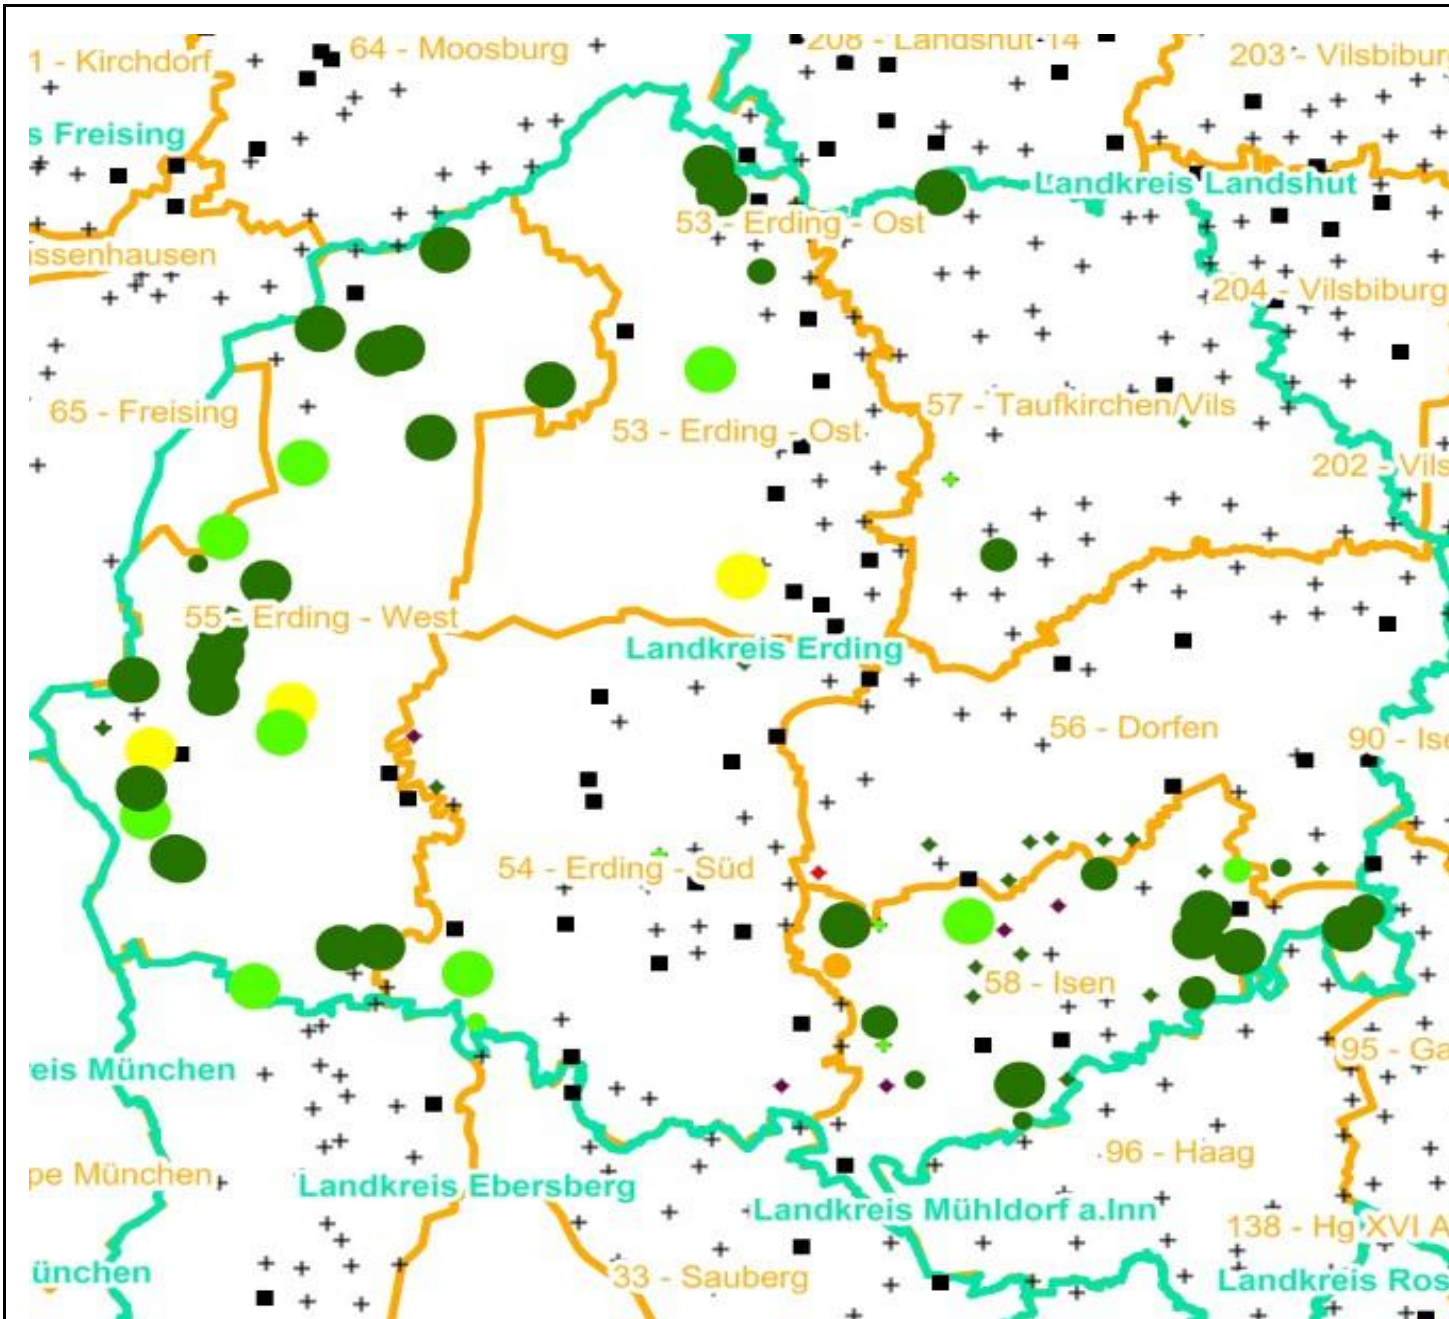 208 - Landshut 14
64 - Moosburg
203 - Vilsbibur
1 - Kirchdorf
s Freising
Landkreis Landshut
53 - Erding - Ost
issenhausen
204 - Vilsbiburg
57 - Taufkirchen/Vils
65 - Freising
53 - Erding - Ost
202 - Vils
55 - Erding - West
Landkreis Erding
56 - Dorfen
90 - Ise
54 - Erding - Süd
58 - Isen
95 - Ga
eis München
96 - Haag
pe München
Landkreis Ebersberg
Landkreis Mühldorf a.Inn
138 - Hg XVI A
ünchen
33 - Sauberg
Landkreis Ros